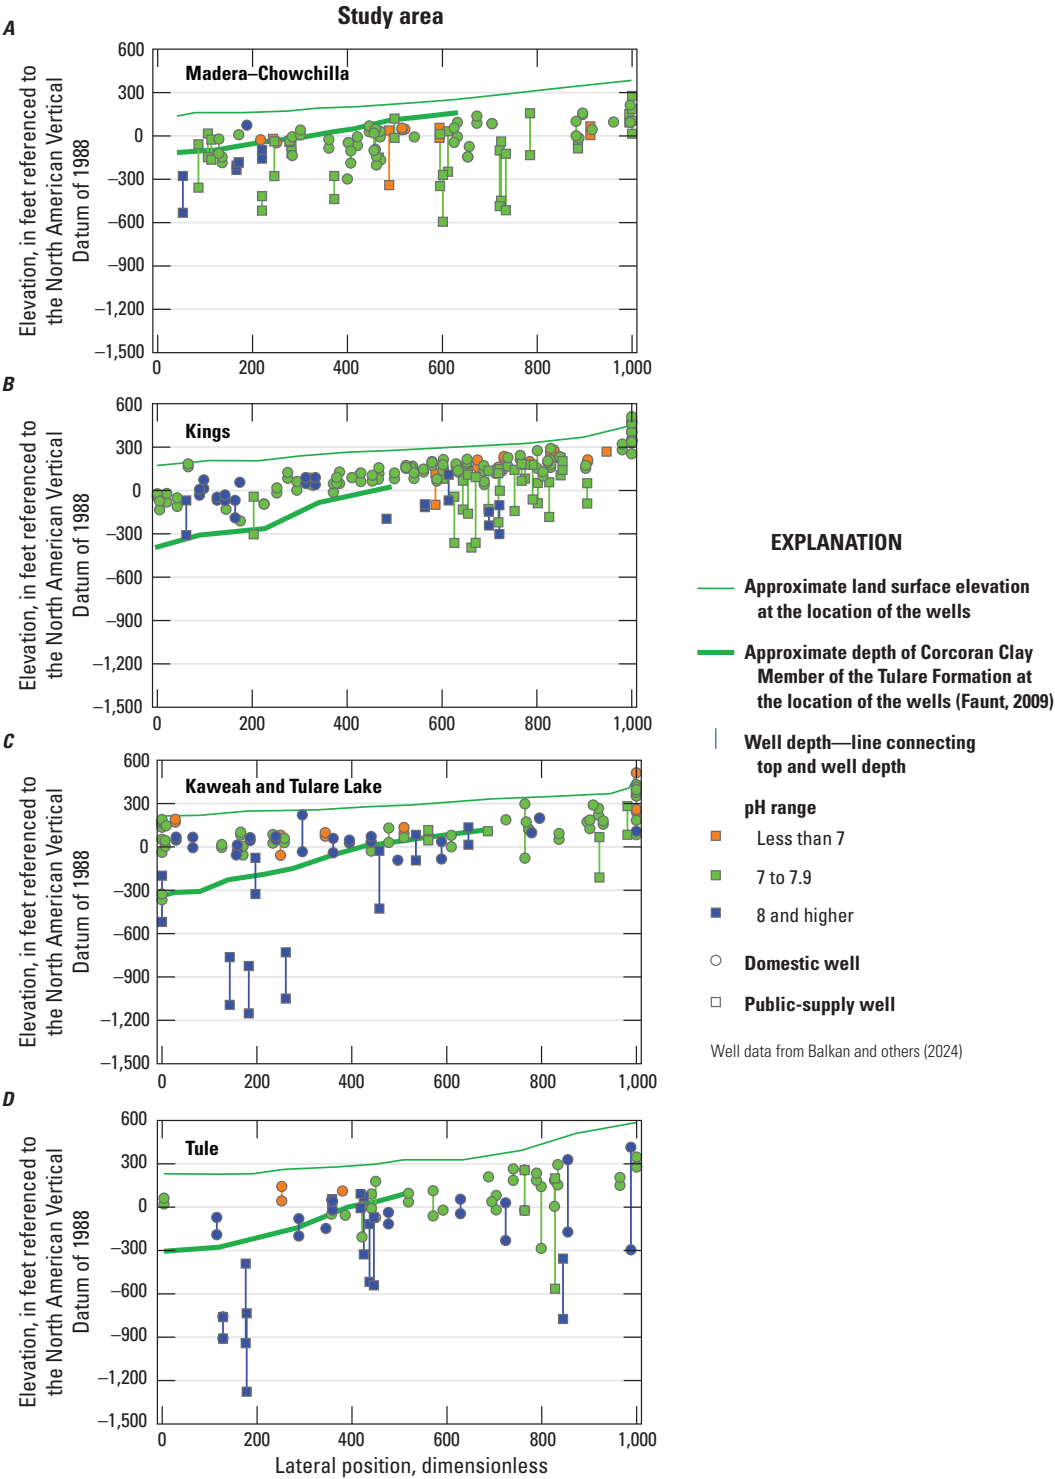 Study area
A
Elevation, in feet referenced to
the North American Vertical
Datum of 1988
600
300
0
−300
−600
−900
−1,200
−1,500
Madera–Chowchilla
0 200 400 600 800 1,000
B
Elevation, in feet referenced to
the North American Vertical
Datum of 1988
600
300
0
−300
−600
−900
−1,200
−1,500
Kings
0 200 400 600 800 1,000
C
Elevation, in feet referenced to
the North American Vertical
Datum of 1988
600
300
0
−300
−600
−900
−1,200
−1,500
Kaweah and Tulare Lake
0 200 400 600 800 1,000
D
Elevation, in feet referenced to
the North American Vertical
Datum of 1988
600
300
0
−300
−600
−900
−1,200
−1,500
Tule
0 200 400 600 800 1,000
Lateral position, dimensionless
EXPLANATION
Approximate land surface elevation
at the location of the wells
Approximate depth of Corcoran Clay
Member of the Tulare Formation at
the location of the wells (Faunt, 2009)
Well depth—line connecting
top and well depth
pH range
Less than 7
7 to 7.9
8 and higher
Domestic well
Public-supply well
Well data from Balkan and others (2024)